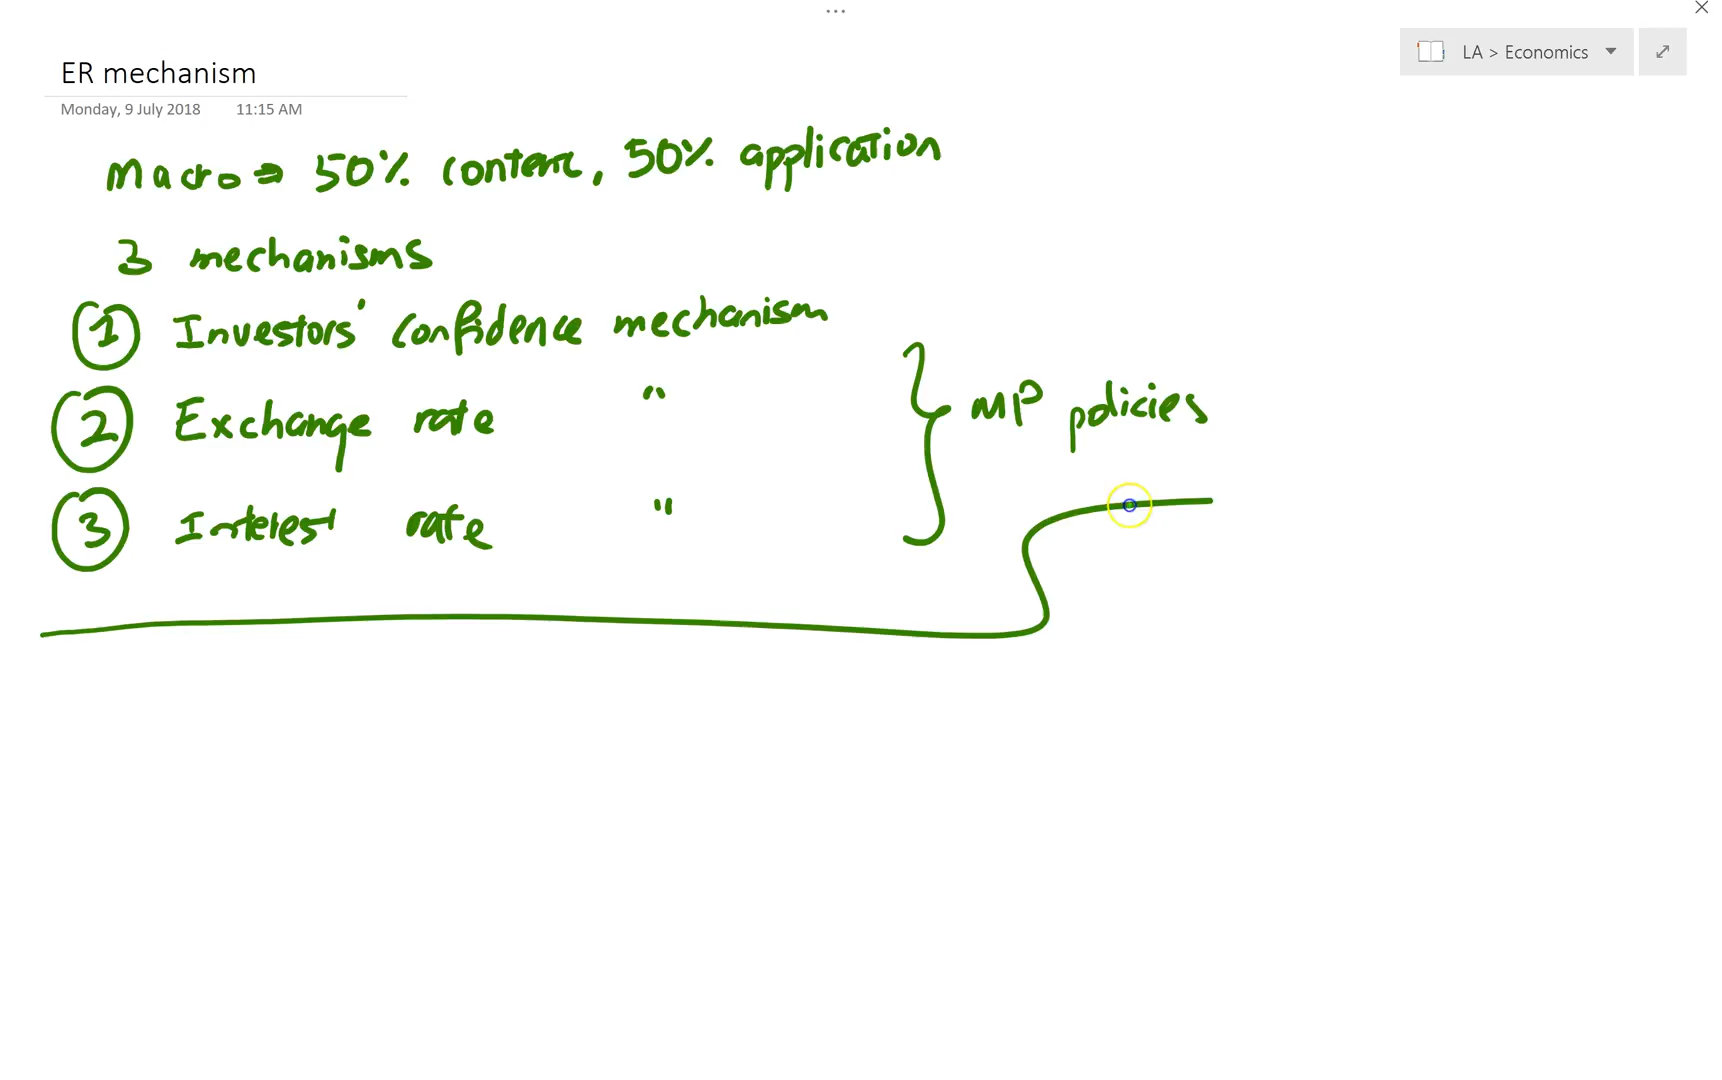 ...
LA > Economics
ER mechanism
Monday, 9 July 2018 11:15 AM
Macro ⇒ 50% content, 50% application
3 mechanisms
1 Investors' confidence mechanism
2 Exchange rate "
3 Interest rate "
MP policies